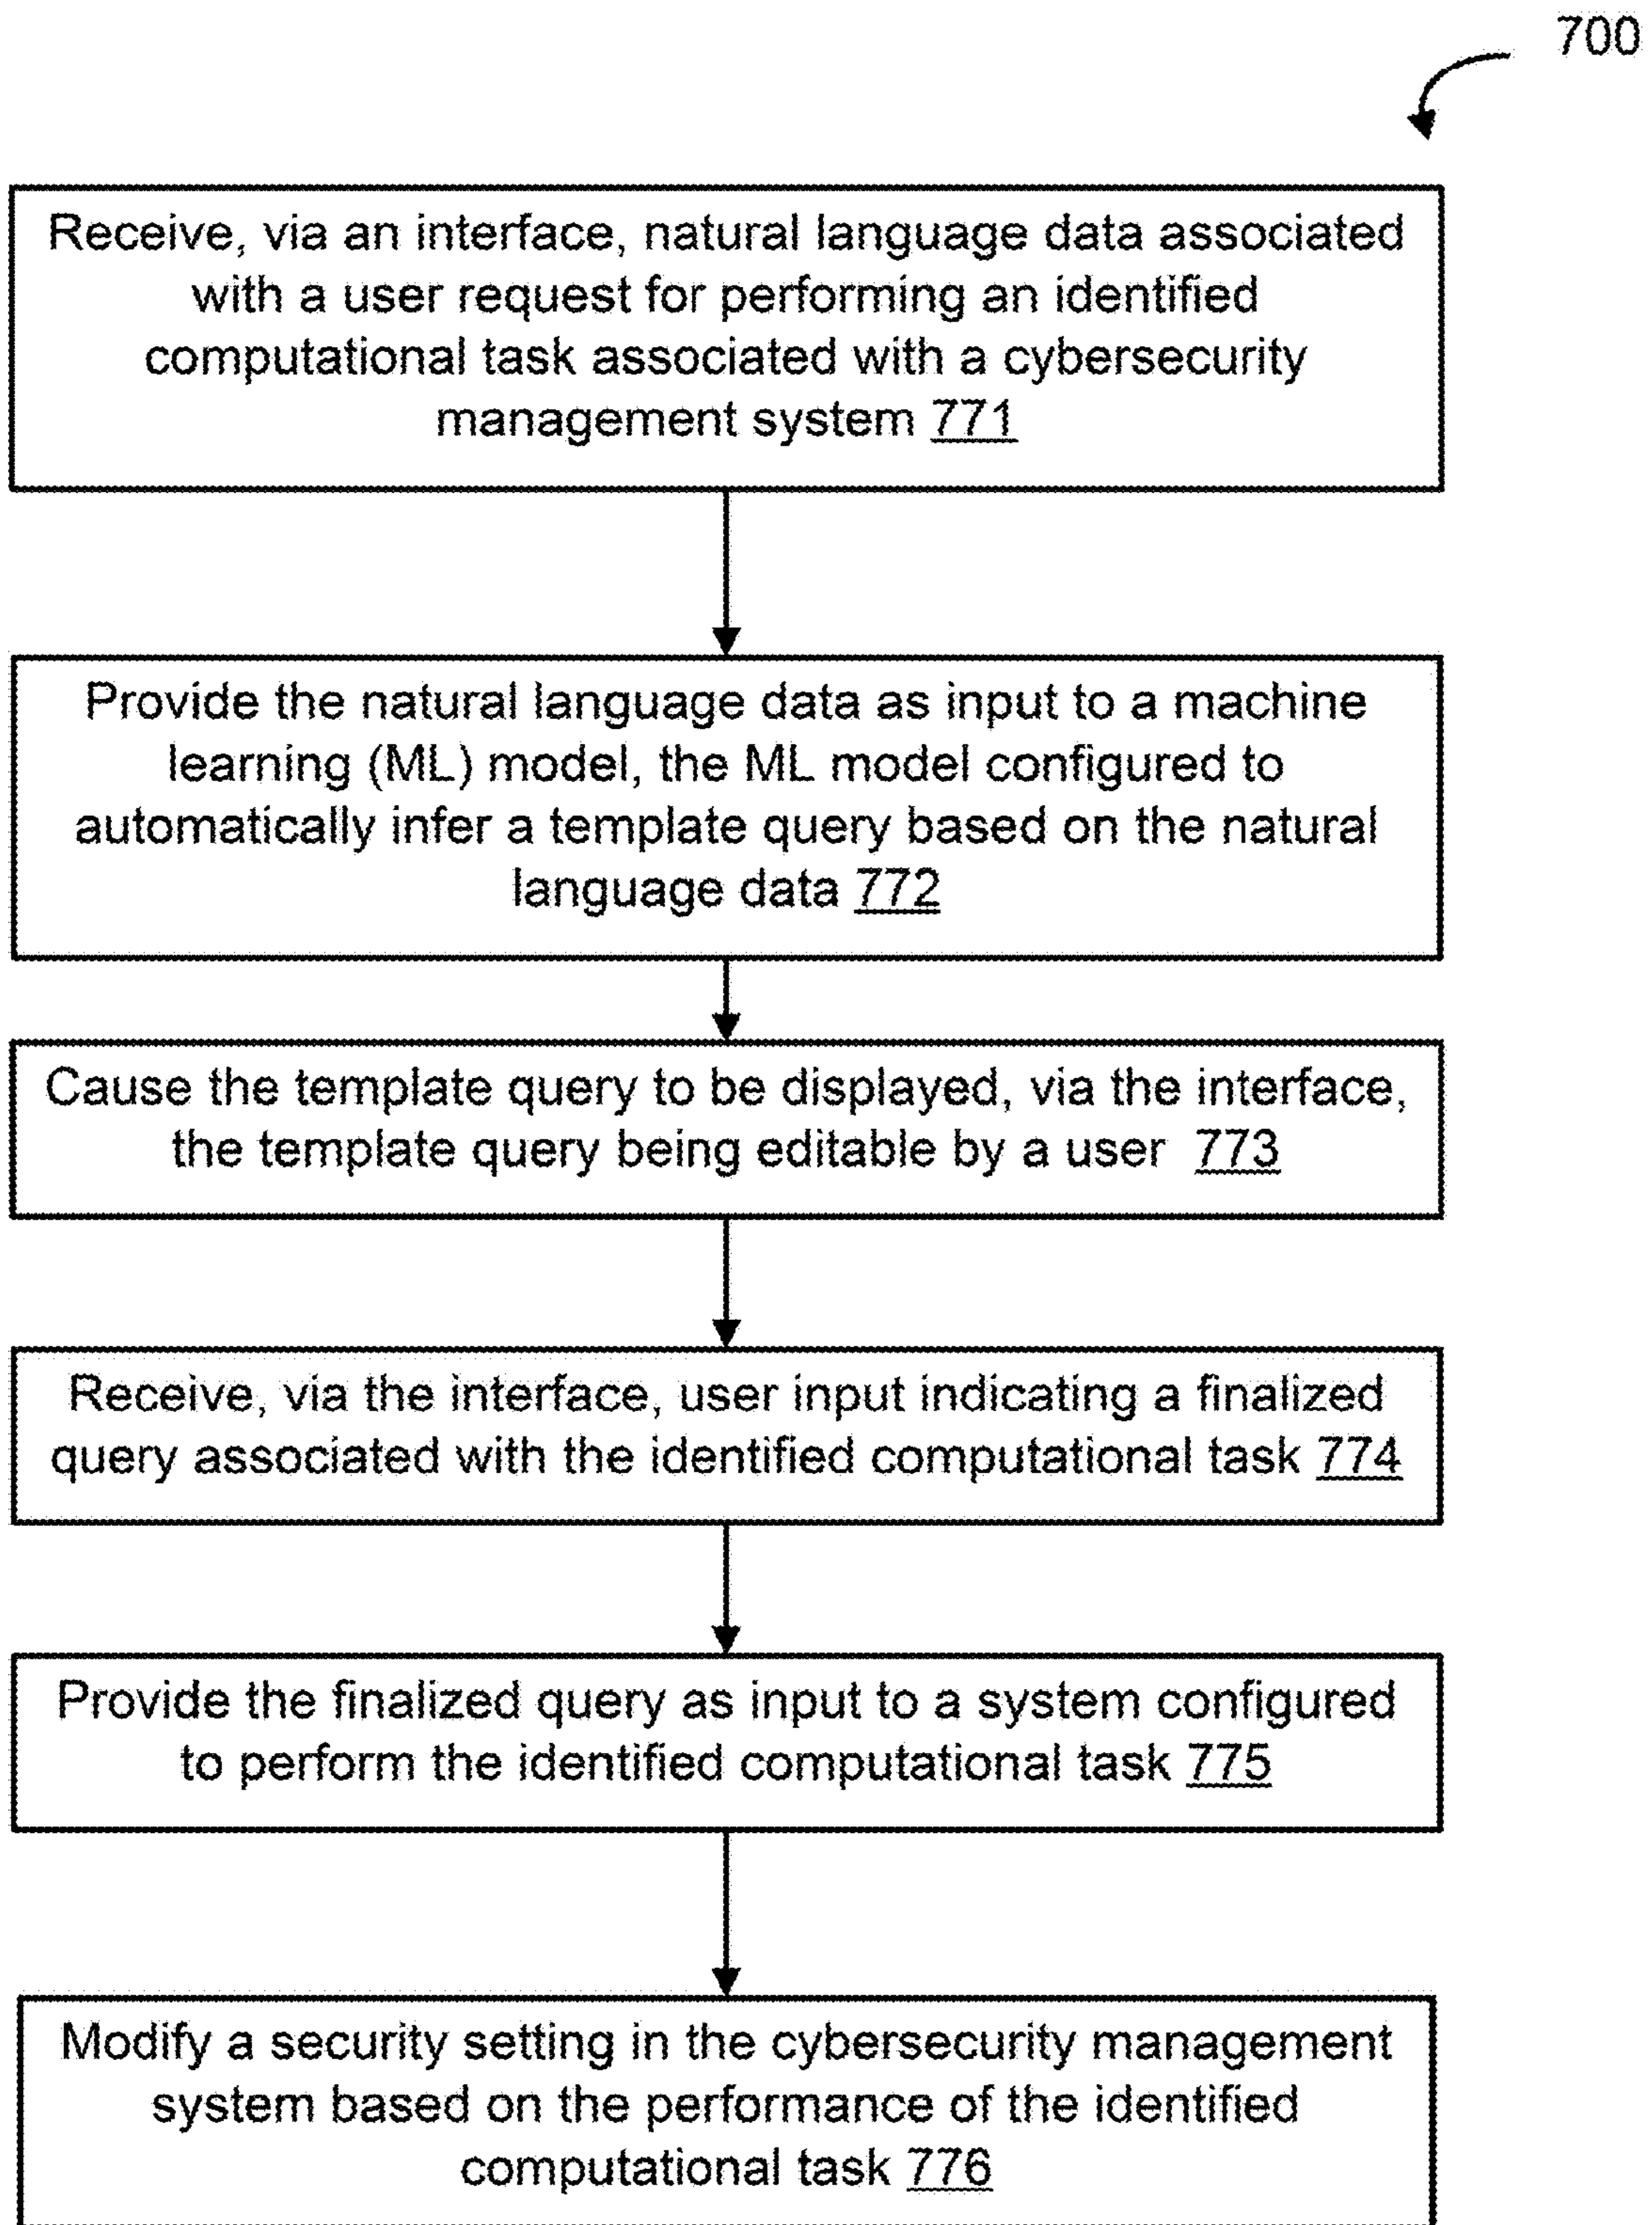 700
Receive, via an interface, natural language data associated
with a user request for performing an identified
computational task associated with a cybersecurity
management system 771
Provide the natural language data as input to a machine
learning (ML) model, the ML model configured to
automatically infer a template query based on the natural
language data 772
Cause the template query to be displayed, via the interface,
the template query being editable by a user 773
Receive, via the interface, user input indicating a finalized
query associated with the identified computational task 774
Provide the finalized query as input to a system configured
to perform the identified computational task 775
Modify a security setting in the cybersecurity management
system based on the performance of the identified
computational task 776